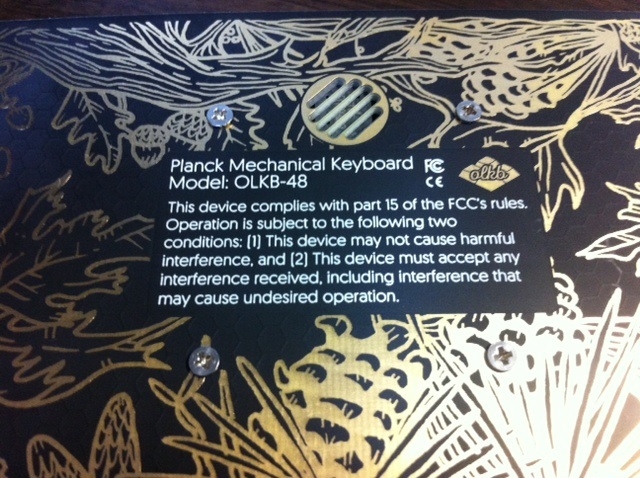 Planck Mechanical Keyboard FC
Model: OLKB-48 CE olkb
This device complies with part 15 of the FCC's rules.
Operation is subject to the following two
conditions: (1) This device may not cause harmful
interference, and (2) This device must accept any
interference received, including interference that
may cause undesired operation.